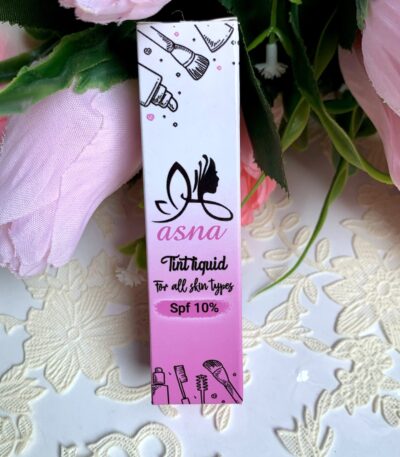 asna
Tint liquid
For all skin types
Spf 10%